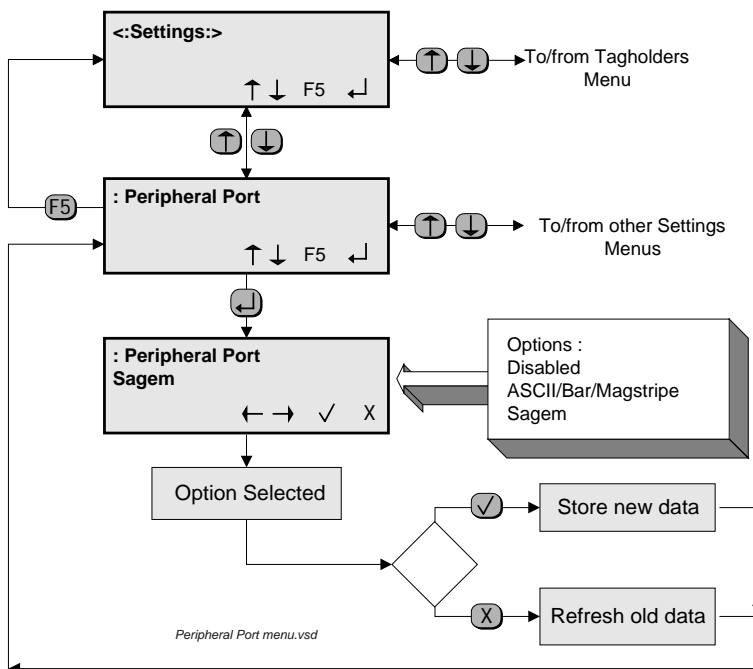 <:Settings:>
↑ ↓ F5 ↵
↑ ↓
To/from Tagholders
Menu
↑ ↓
F5
: Peripheral Port
↑ ↓ F5 ↵
↑ ↓
To/from other Settings
Menus
↵
: Peripheral Port
Sagem
← → √ X
Options :
Disabled
ASCII/Bar/Magstripe
Sagem
Option Selected
√
Store new data
X
Refresh old data
Peripheral Port menu.vsd